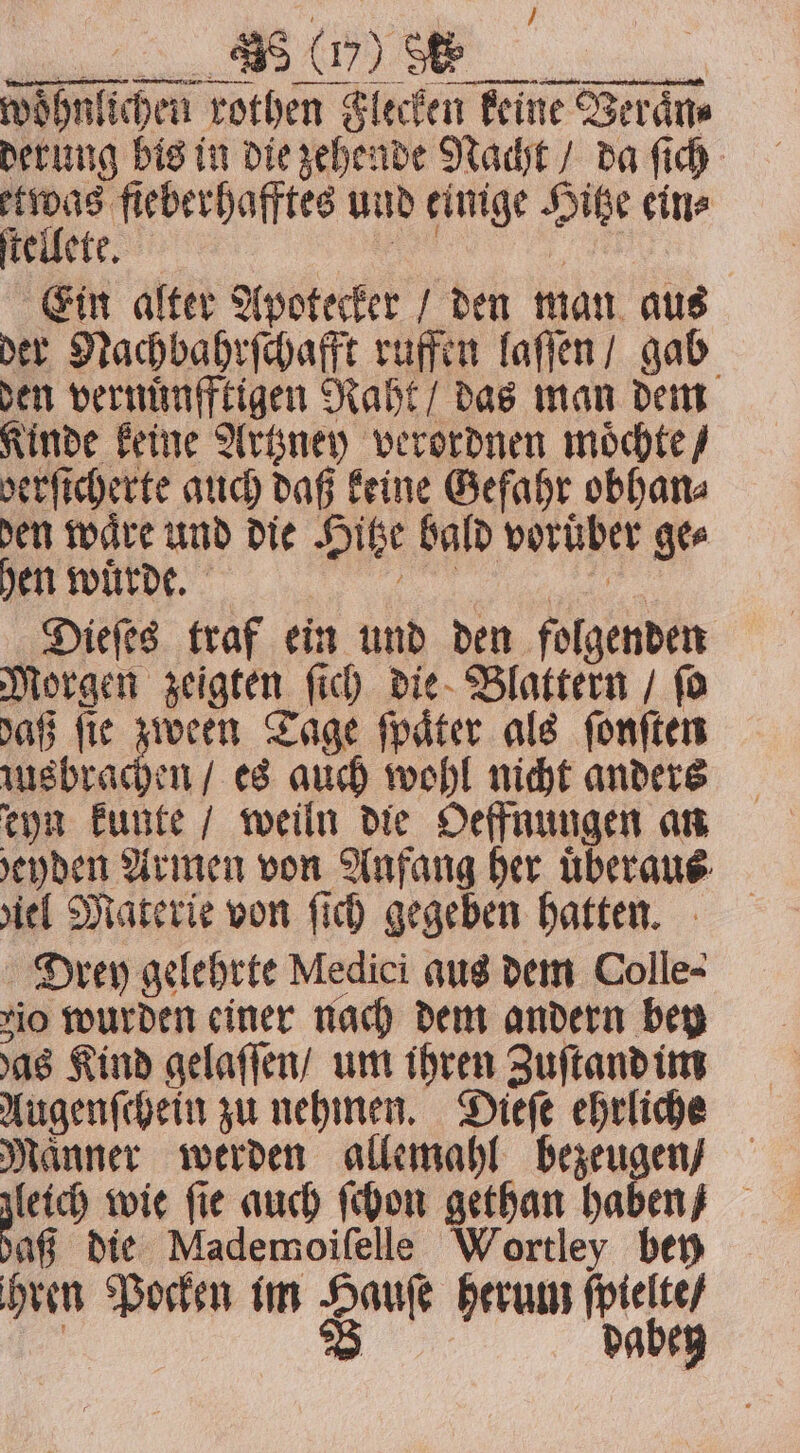 (17)
wöhnlichen rothen Flecken keine Verän⸗
derung bis in die zehende Nacht / da ſich
etwas fieberhafftes und einige Hitze ein⸗
ſtellete.
Ein alter Apotecker / den man aus
der Nachbahrſchafft ruffen laſſen / gab
den vernünfftigen Raht / das man dem
Kinde keine Artzney verordnen möchte /
verſicherte auch daß keine Gefahr obhan⸗
den wäre und die Hitze bald vorüber ge⸗
hen würde.
Dieſes traf ein und den folgenden
Morgen zeigten ſich die Blattern / ſo
daß ſie zween Tage ſpäter als ſonſten
ausbrachen / es auch wohl nicht anders
ſeyn kunte / weiln die Oeffnungen an
beyden Armen von Anfang her überaus
viel Materie von ſich gegeben hatten.
Drey gelehrte Medici aus dem Colle-
gio wurden einer nach dem andern bey
das Kind gelaſſen / um ihren Zuſtand im
Augenſchein zu nehmen. Dieſe ehrliche
Männer werden allemahl bezeugen /
gleich wie ſie auch ſchon gethan haben /
daß die Mademoiſelle Wortley bey
ihren Pocken im Hauſe herum ſpielte /
B dabey